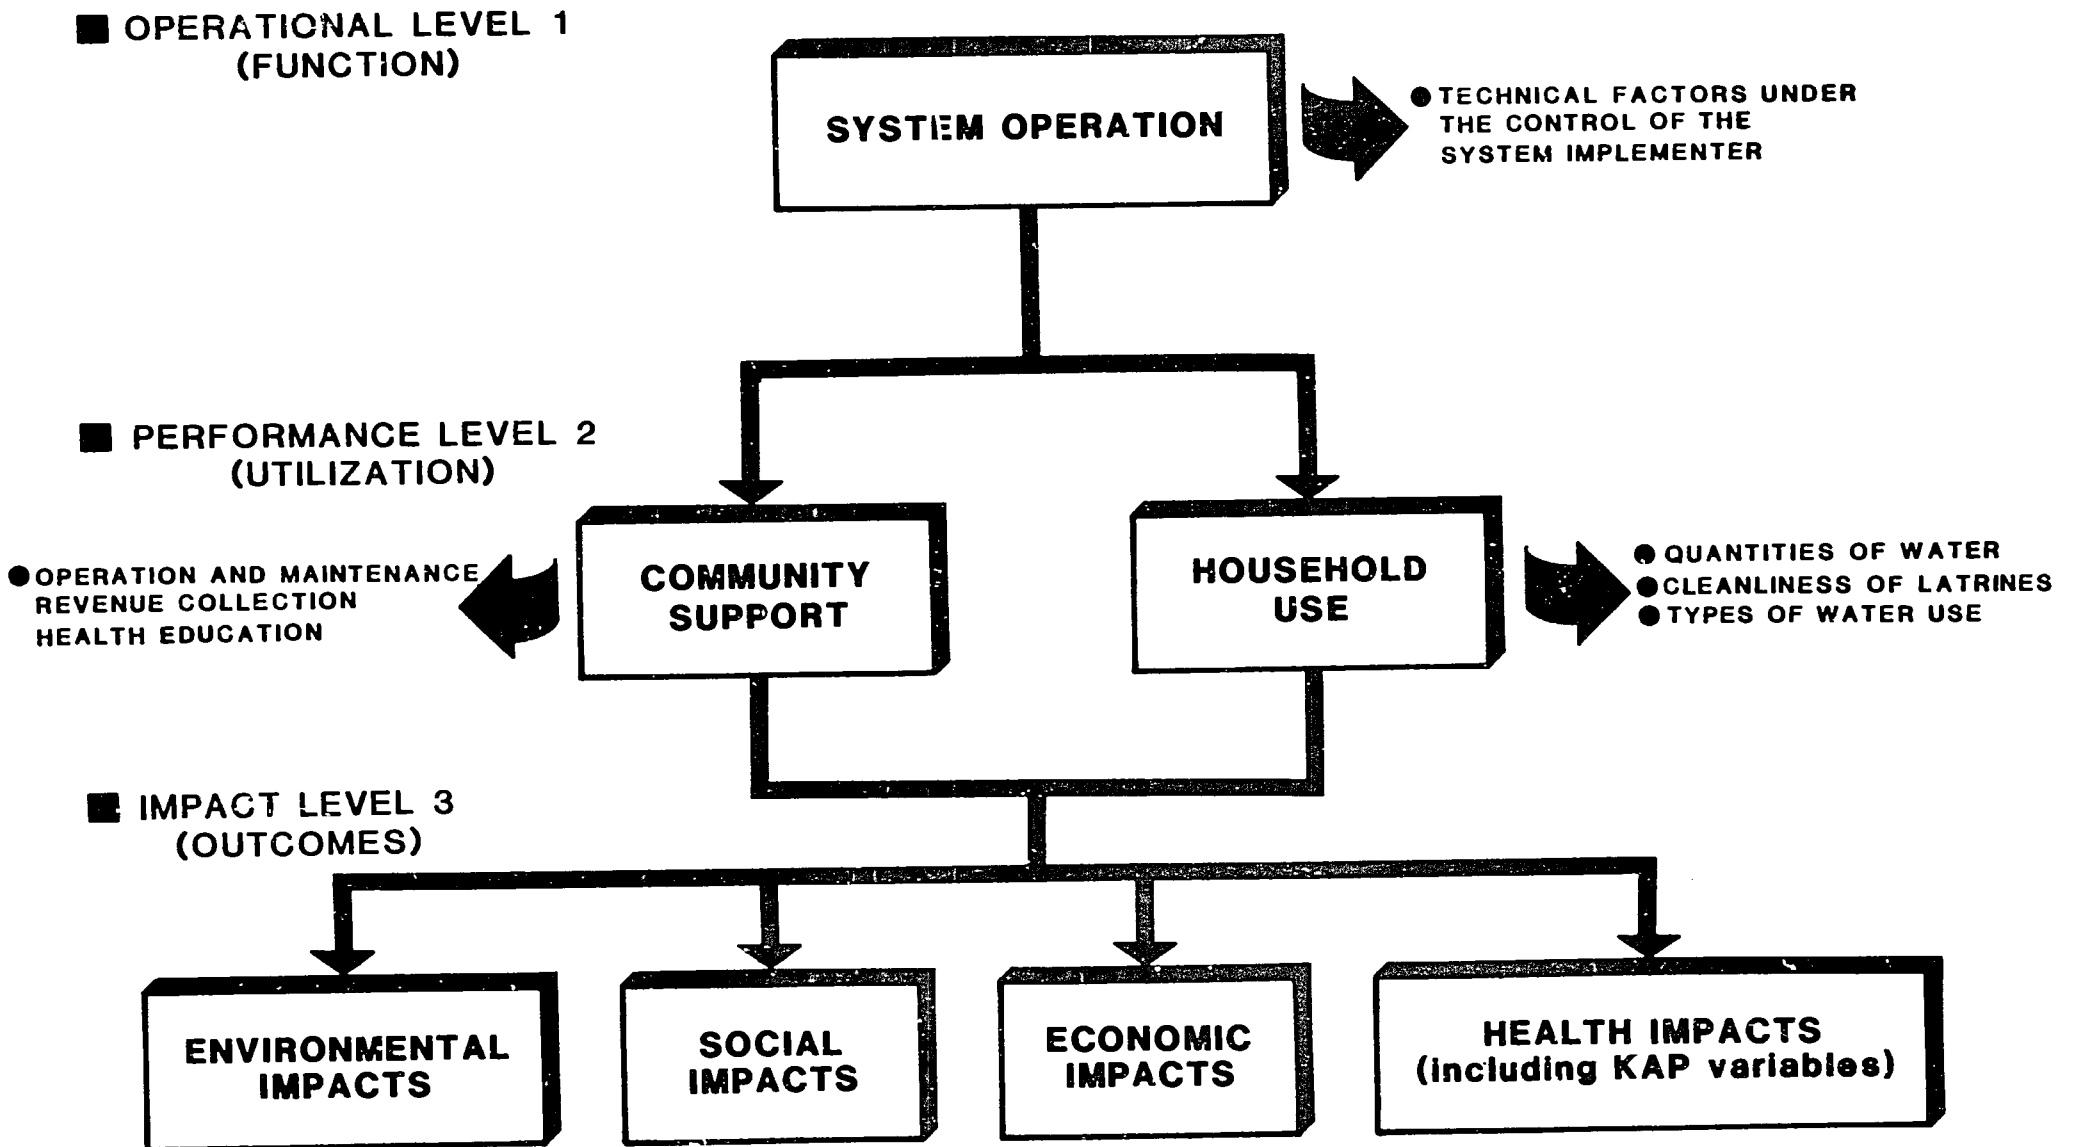 ■ OPERATIONAL LEVEL 1
(FUNCTION)
SYSTEM OPERATION
● TECHNICAL FACTORS UNDER
THE CONTROL OF THE
SYSTEM IMPLEMENTER
■ PERFORMANCE LEVEL 2
(UTILIZATION)
● OPERATION AND MAINTENANCE
REVENUE COLLECTION
HEALTH EDUCATION
COMMUNITY
SUPPORT
HOUSEHOLD
USE
● QUANTITIES OF WATER
● CLEANLINESS OF LATRINES
● TYPES OF WATER USE
■ IMPACT LEVEL 3
(OUTCOMES)
ENVIRONMENTAL
IMPACTS
SOCIAL
IMPACTS
ECONOMIC
IMPACTS
HEALTH IMPACTS
(including KAP variables)